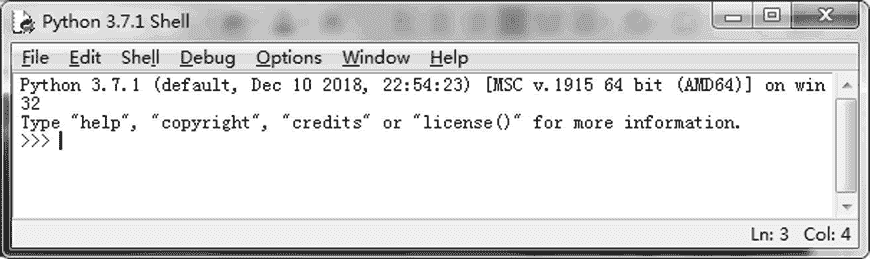 Python 3.7.1 Shell
File Edit Shell Debug Options Window Help
Python 3.7.1 (default, Dec 10 2018, 22:54:23) [MSC v.1915 64 bit (AMD64)] on win
32
Type "help", "copyright", "credits" or "license()" for more information.
>>>
Ln: 3 Col: 4